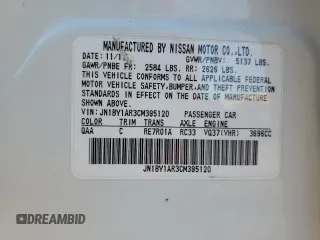 MANUFACTURED BY NISSAN MOTOR CO.,LTD.
DATE: 11/1 GVWR/PNBV: 5137 LBS.
GAWR/PNBE FR: 2584 LBS. RR: 2626 LBS.
THIS VEHICLE CONFORMS TO ALL APPLICABLE FEDERAL
MOTOR VEHICLE SAFETY, BUMPER, AND THEFT PREVENTION
STANDARDS IN EFFECT ON THE DATE OF
MANUFACTURE SHOWN ABOVE.
VIN: JN1BY1AR3CM395120 PASSENGER CAR
COLOR TRIM TRANS AXLE ENGINE
QAA C RE7R01A RC33 VQ37(VHR) 3696CC
JN1BY1AR3CM395120
DREAMBID